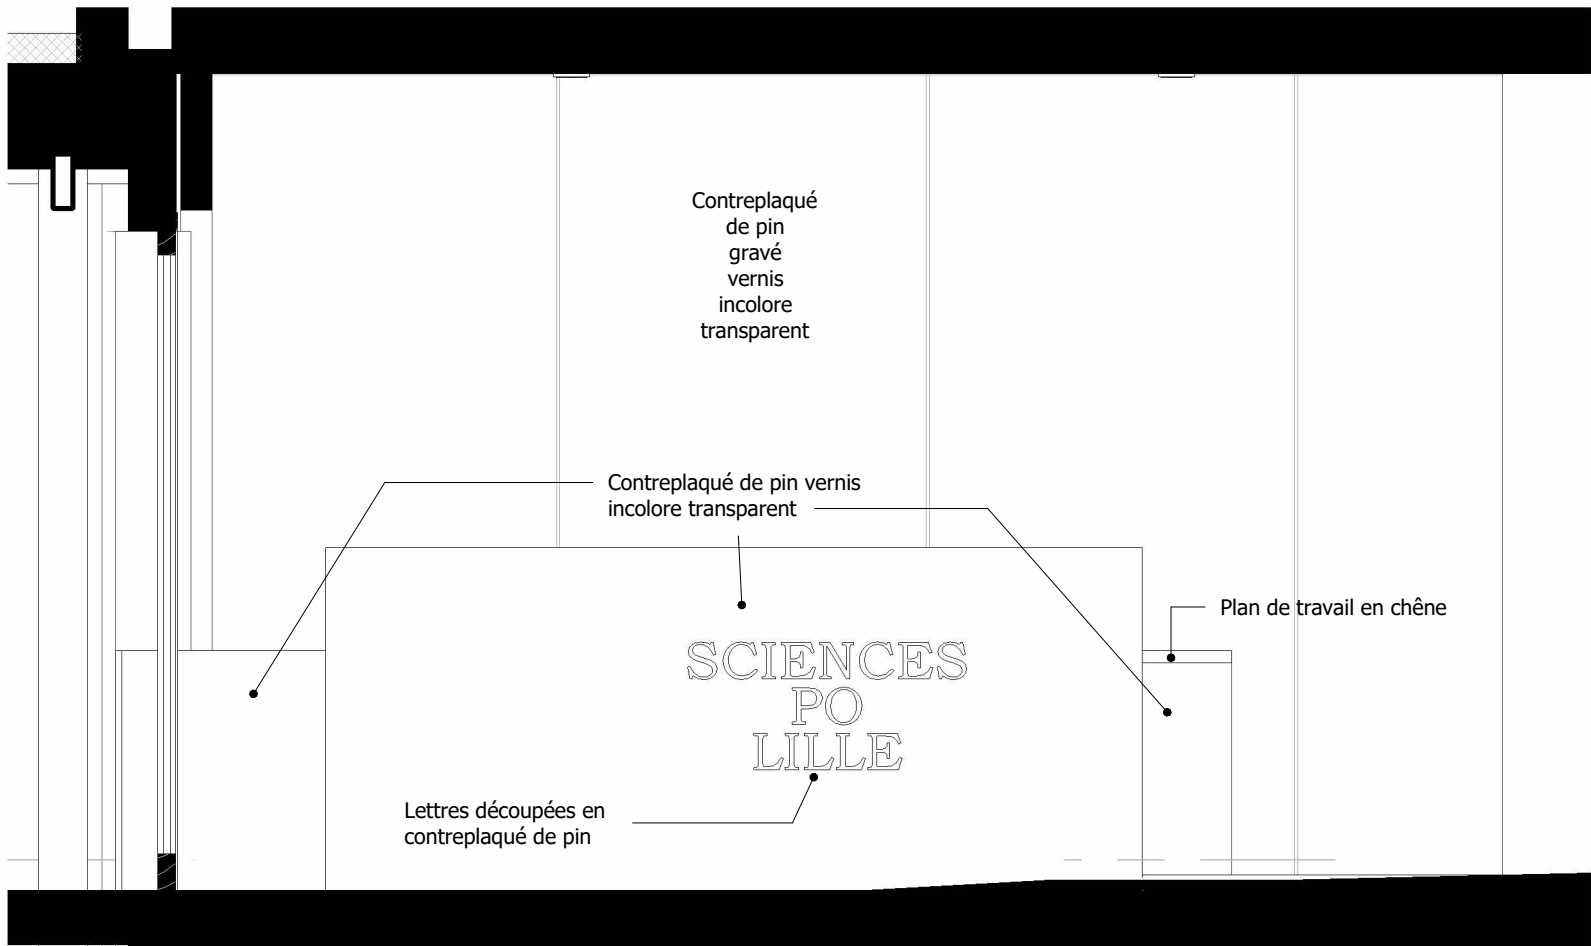 Contreplaqué
de pin
gravé
vernis
incolore
transparent
Contreplaqué de pin vernis
incolore transparent
Plan de travail en chêne
SCIENCES
PO
LILLE
Lettres découpées en
contreplaqué de pin